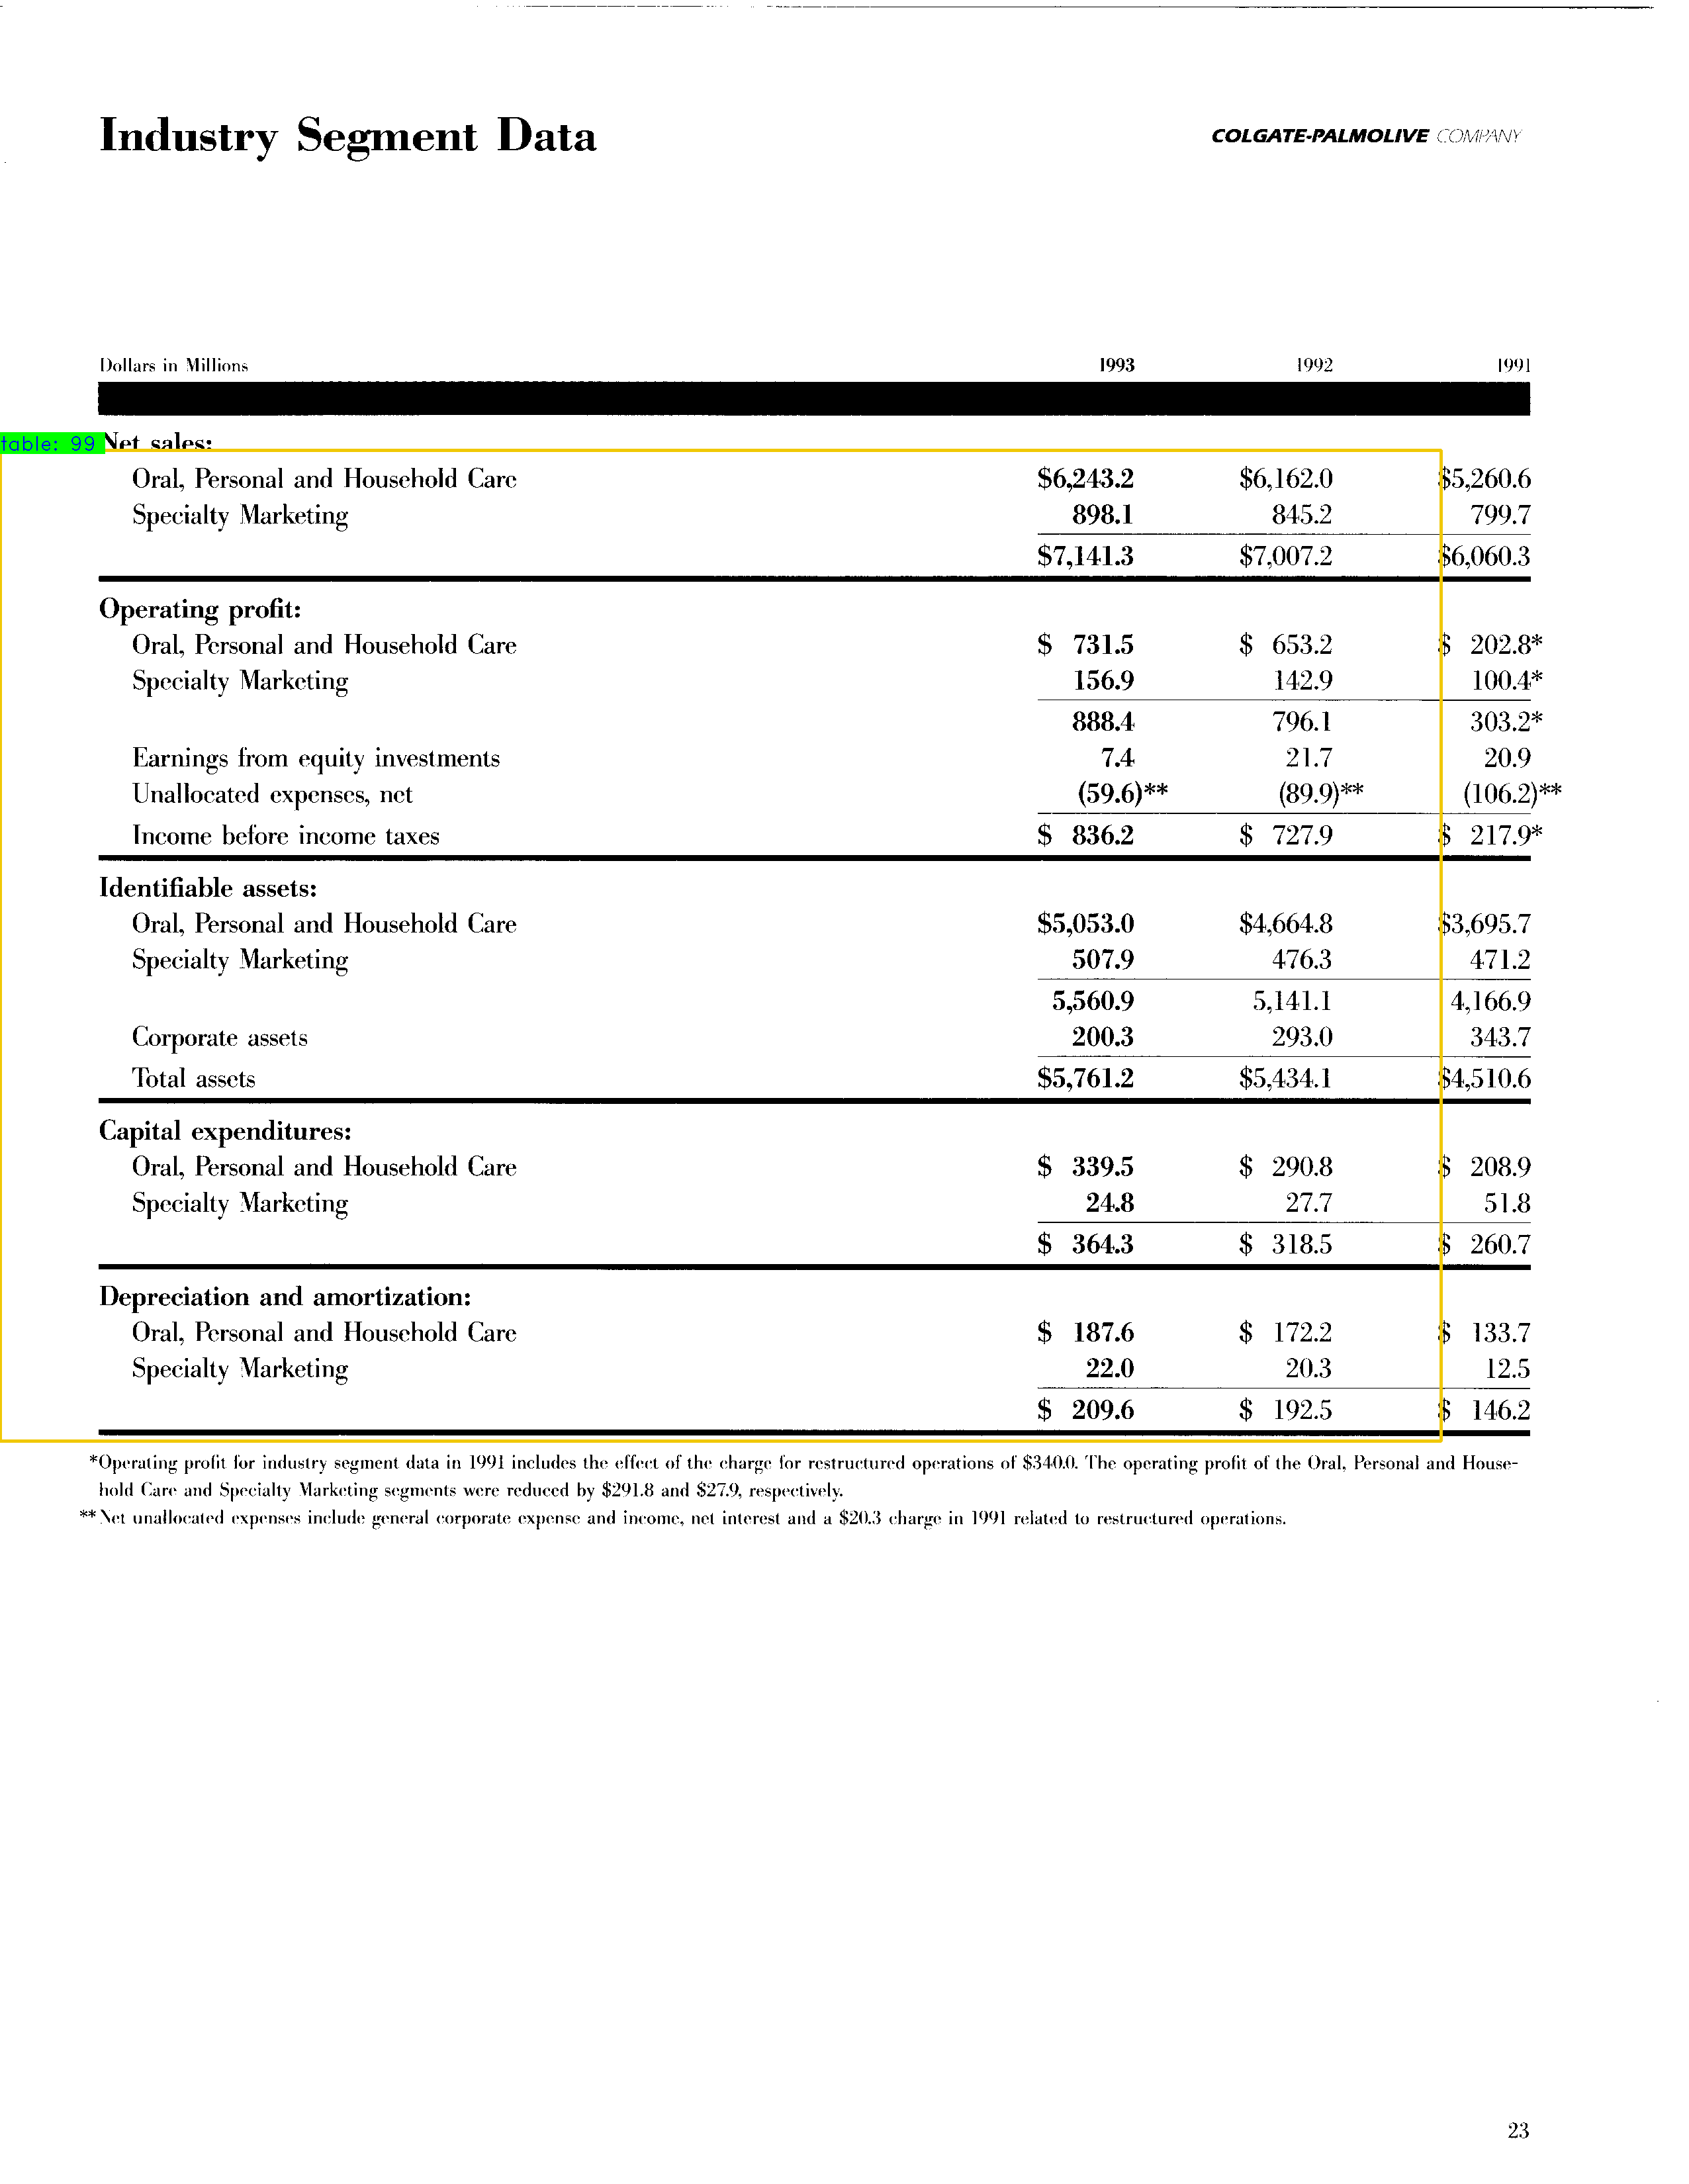 Industry Segment Data
COLGATE-PALMOLIVE COMPANY
Dollars in Millions 1993 1992 1991
table: 99 Net sales:
Oral, Personal and Household Care $6,243.2 $6,162.0 $5,260.6
Specialty Marketing 898.1 845.2 799.7
$7,141.3 $7,007.2 $6,060.3
Operating profit:
Oral, Personal and Household Care $ 731.5 $ 653.2 $ 202.8*
Specialty Marketing 156.9 142.9 100.4*
888.4 796.1 303.2*
Earnings from equity investments 7.4 21.7 20.9
Unallocated expenses, net (59.6)** (89.9)** (106.2)**
Income before income taxes $ 836.2 $ 727.9 $ 217.9*
Identifiable assets:
Oral, Personal and Household Care $5,053.0 $4,664.8 $3,695.7
Specialty Marketing 507.9 476.3 471.2
5,560.9 5,141.1 4,166.9
Corporate assets 200.3 293.0 343.7
Total assets $5,761.2 $5,434.1 $4,510.6
Capital expenditures:
Oral, Personal and Household Care $ 339.5 $ 290.8 $ 208.9
Specialty Marketing 24.8 27.7 51.8
$ 364.3 $ 318.5 $ 260.7
Depreciation and amortization:
Oral, Personal and Household Care $ 187.6 $ 172.2 $ 133.7
Specialty Marketing 22.0 20.3 12.5
$ 209.6 $ 192.5 $ 146.2
*Operating profit for industry segment data in 1991 includes the effect of the charge for restructured operations of $340.0. The operating profit of the Oral, Personal and House-
hold Care and Specialty Marketing segments were reduced by $291.8 and $27.9, respectively.
**Net unallocated expenses include general corporate expense and income, net interest and a $20.3 charge in 1991 related to restructured operations.
23